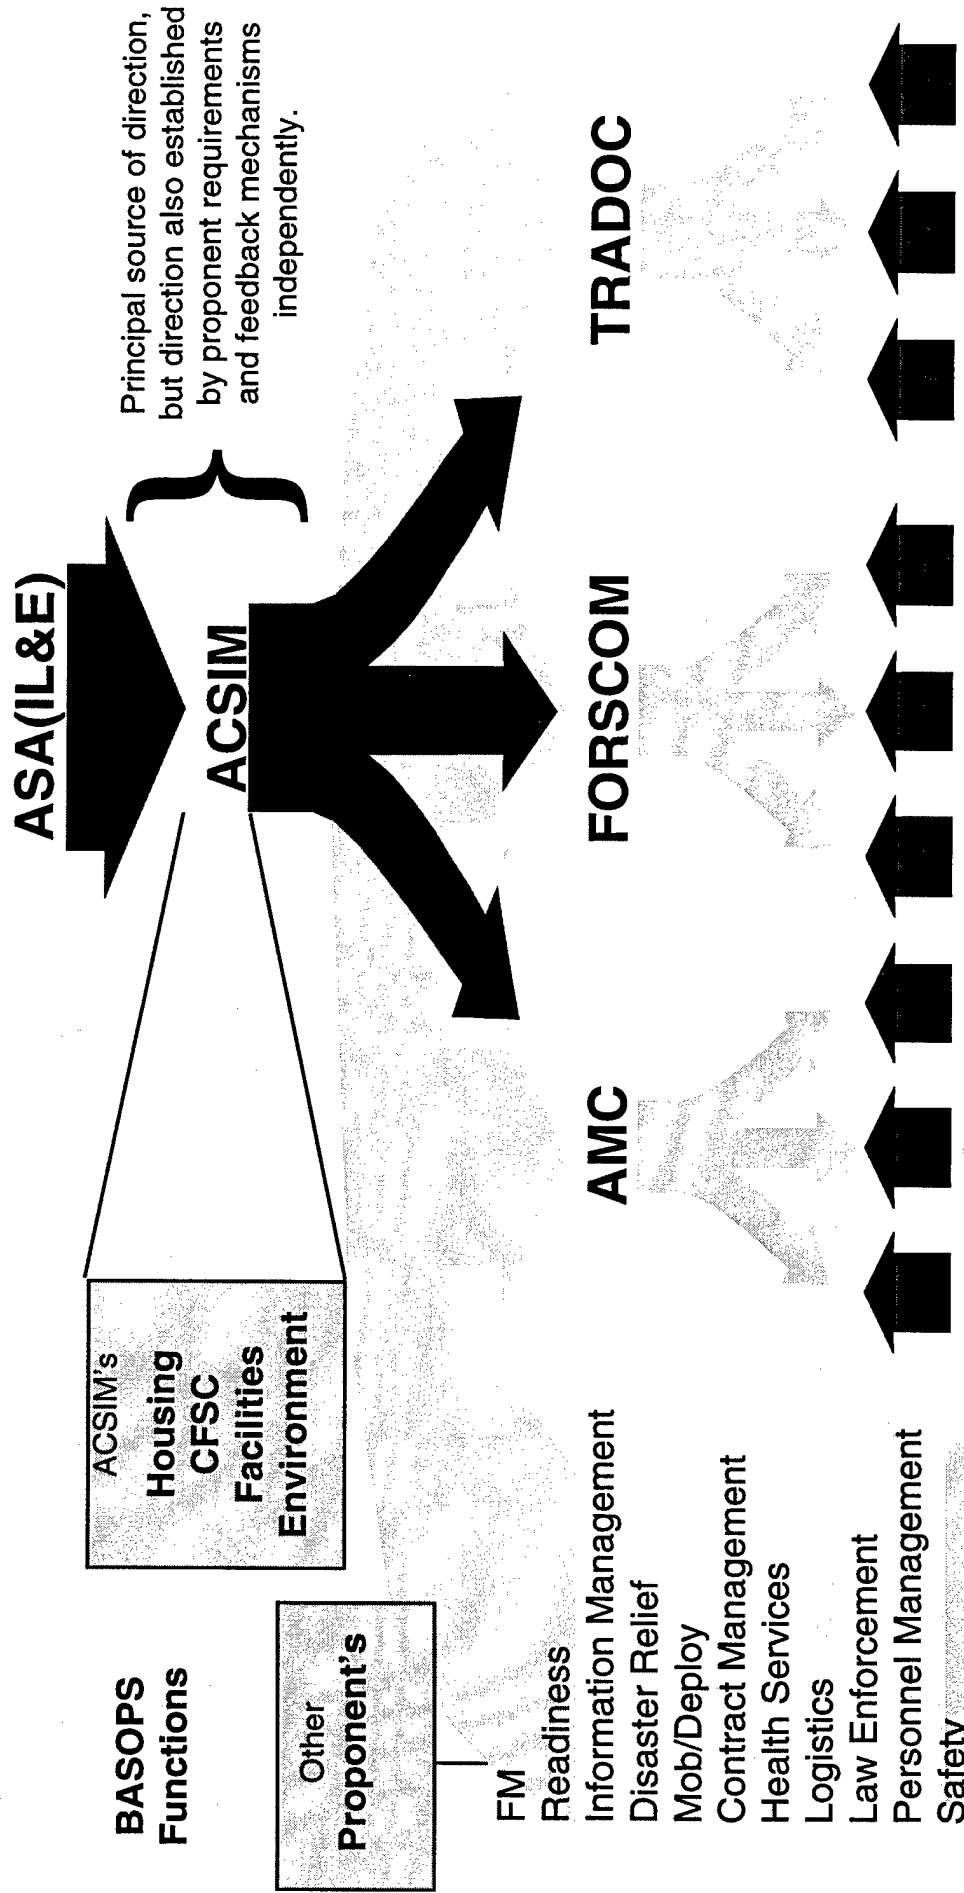 ASA(IL&E)
Principal source of direction,
but direction also established
by proponent requirements
and feedback mechanisms
independently.
ACSIM
ACSIM's
Housing
CFSC
Facilities
Environment
BASOPS
Functions
Other
Proponent's
FM
Readiness
Information Management
Disaster Relief
Mob/Deploy
Contract Management
Health Services
Logistics
Law Enforcement
Personnel Management
Safety
AMC
FORSCOM
TRADOC